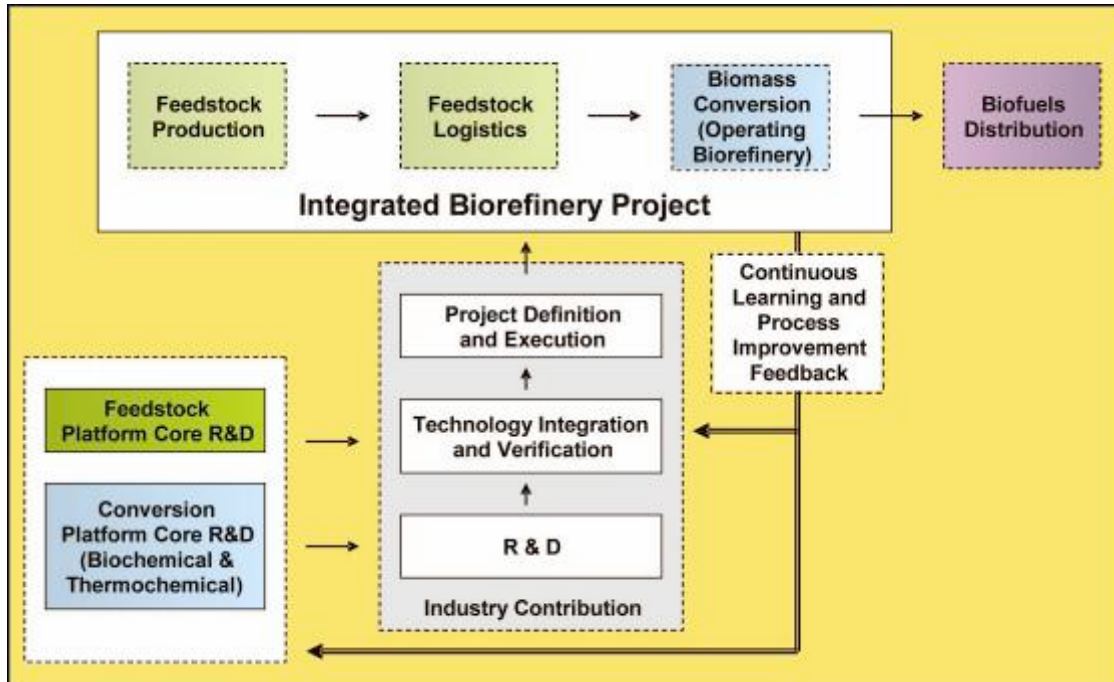 Feedstock
Production
Feedstock
Logistics
Biomass
Conversion
(Operating
Biorefinery)
Biofuels
Distribution
Integrated Biorefinery Project
Continuous
Learning and
Process
Improvement
Feedback
Project Definition
and Execution
Feedstock
Platform Core R&D
Technology Integration
and Verification
Conversion
Platform Core R&D
(Biochemical &
Thermochemical)
R & D
Industry Contribution